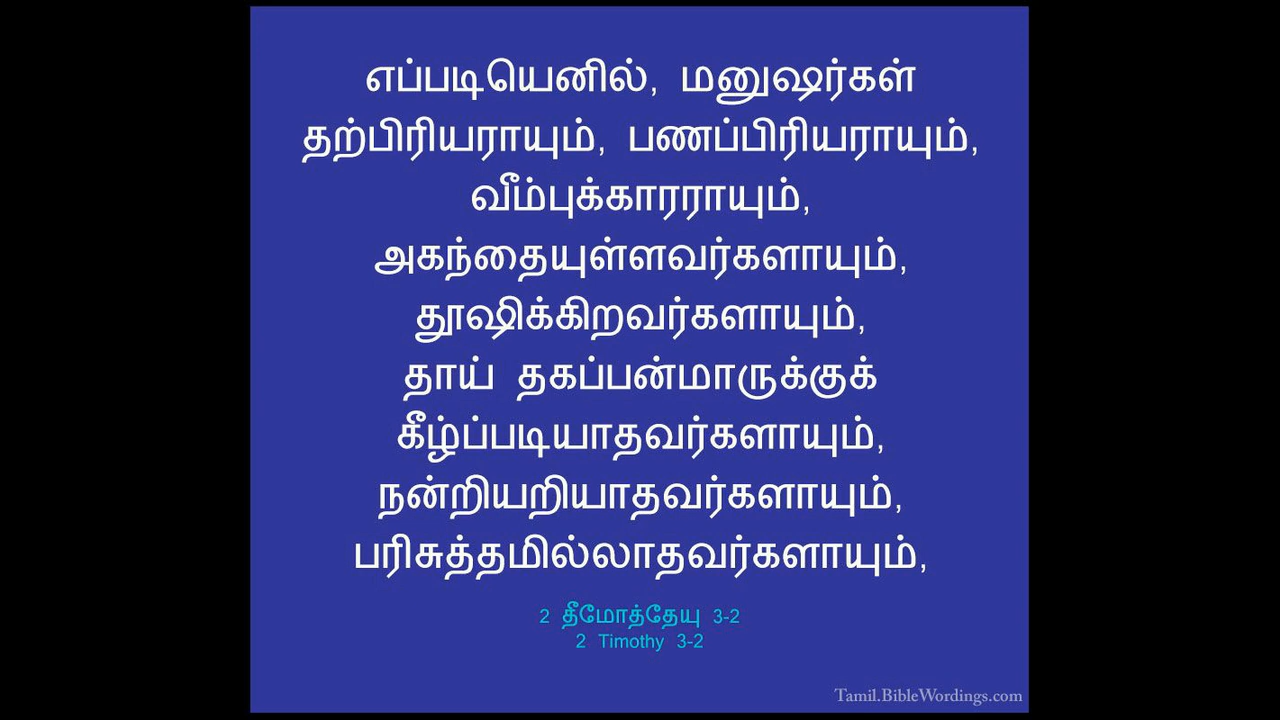 எப்படியெனில், மனுஷர்கள்
தற்பிரியராயும், பணப்பிரியராயும்,
வீம்புக்காரராயும்,
அகந்தையுள்ளவர்களாயும்,
தூஷிக்கிறவர்களாயும்,
தாய் தகப்பன்மாருக்குக்
கீழ்ப்படியாதவர்களாயும்,
நன்றியறியாதவர்களாயும்,
பரிசுத்தமில்லாதவர்களாயும்,
2 தீமோத்தேயு 3-2
2 Timothy 3-2
Tamil.BibleWordings.com